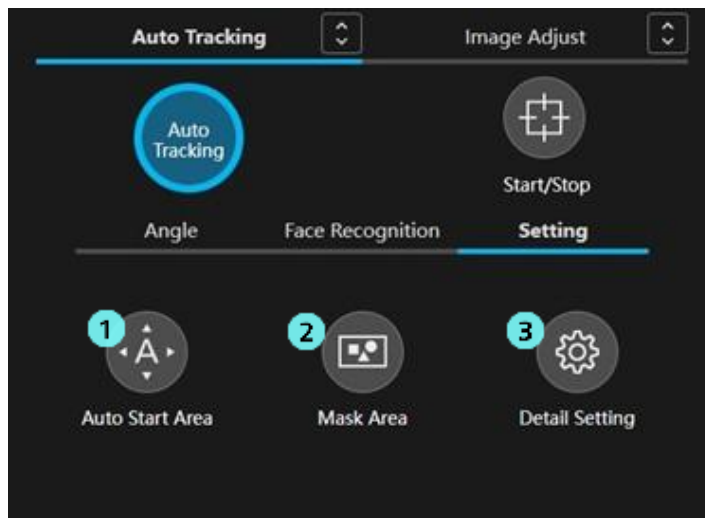 Auto Tracking
Image Adjust
Auto
Tracking
Start/Stop
Angle
Face Recognition
Setting
1
A
2
3
Auto Start Area
Mask Area
Detail Setting